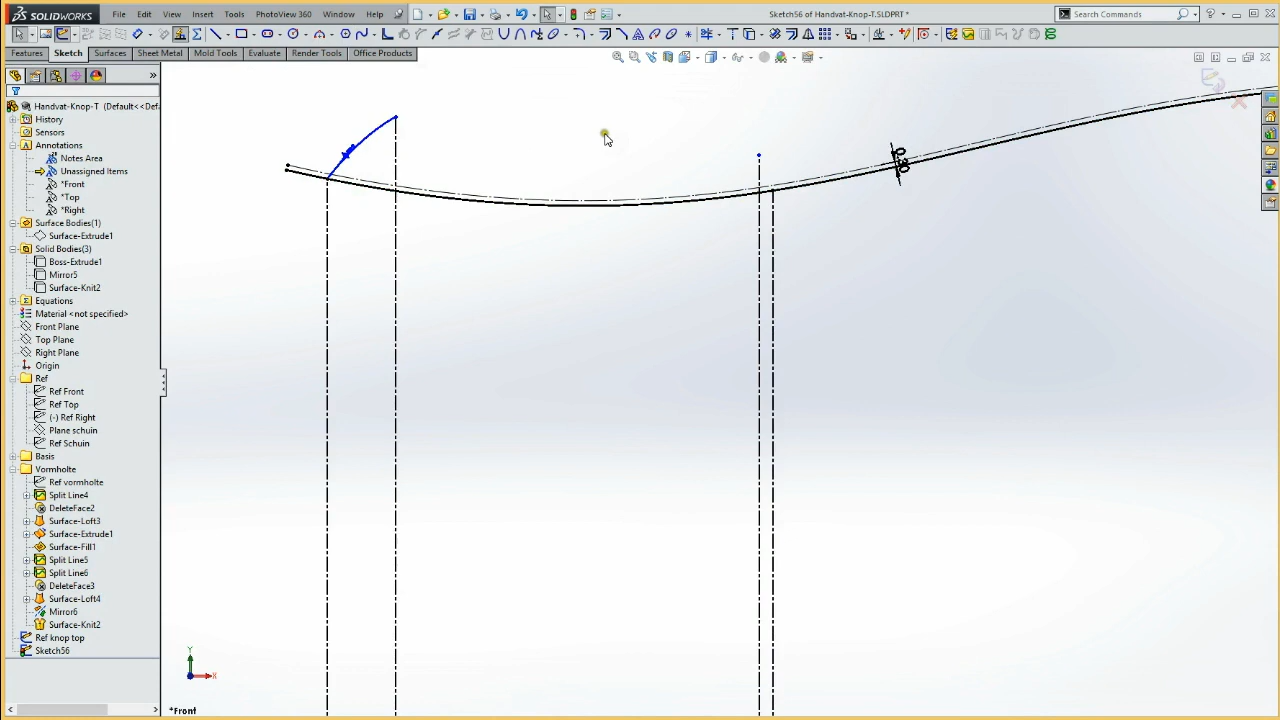 SOLIDWORKS File Edit View Insert Tools PhotoView 360 Window Help Sketch56 of Handvat-Knop-T.SLDPRT * Search Commands
Features Sketch Surfaces Sheet Metal Mold Tools Evaluate Render Tools Office Products
Handvat-Knop-T (Default<<Def
History
Sensors
Annotations
Notes Area
Unassigned Items
*Front
*Top
*Right
Surface Bodies(1)
Surface-Extrude1
Solid Bodies(3)
Boss-Extrude1
Mirror5
Surface-Knit2
Equations
Material <not specified>
Front Plane
Top Plane
Right Plane
Origin
Ref
Ref Front
Ref Top
(-) Ref Right
Plane schuin
Ref Schuin
Basis
Vormholte
Ref vormholte
Split Line4
DeleteFace2
Surface-Loft3
Surface-Extrude1
Surface-Fill1
Split Line5
Split Line6
DeleteFace3
Surface-Loft4
Mirror6
Surface-Knit2
Ref knop top
Sketch56
0.30
Y
X
*Front